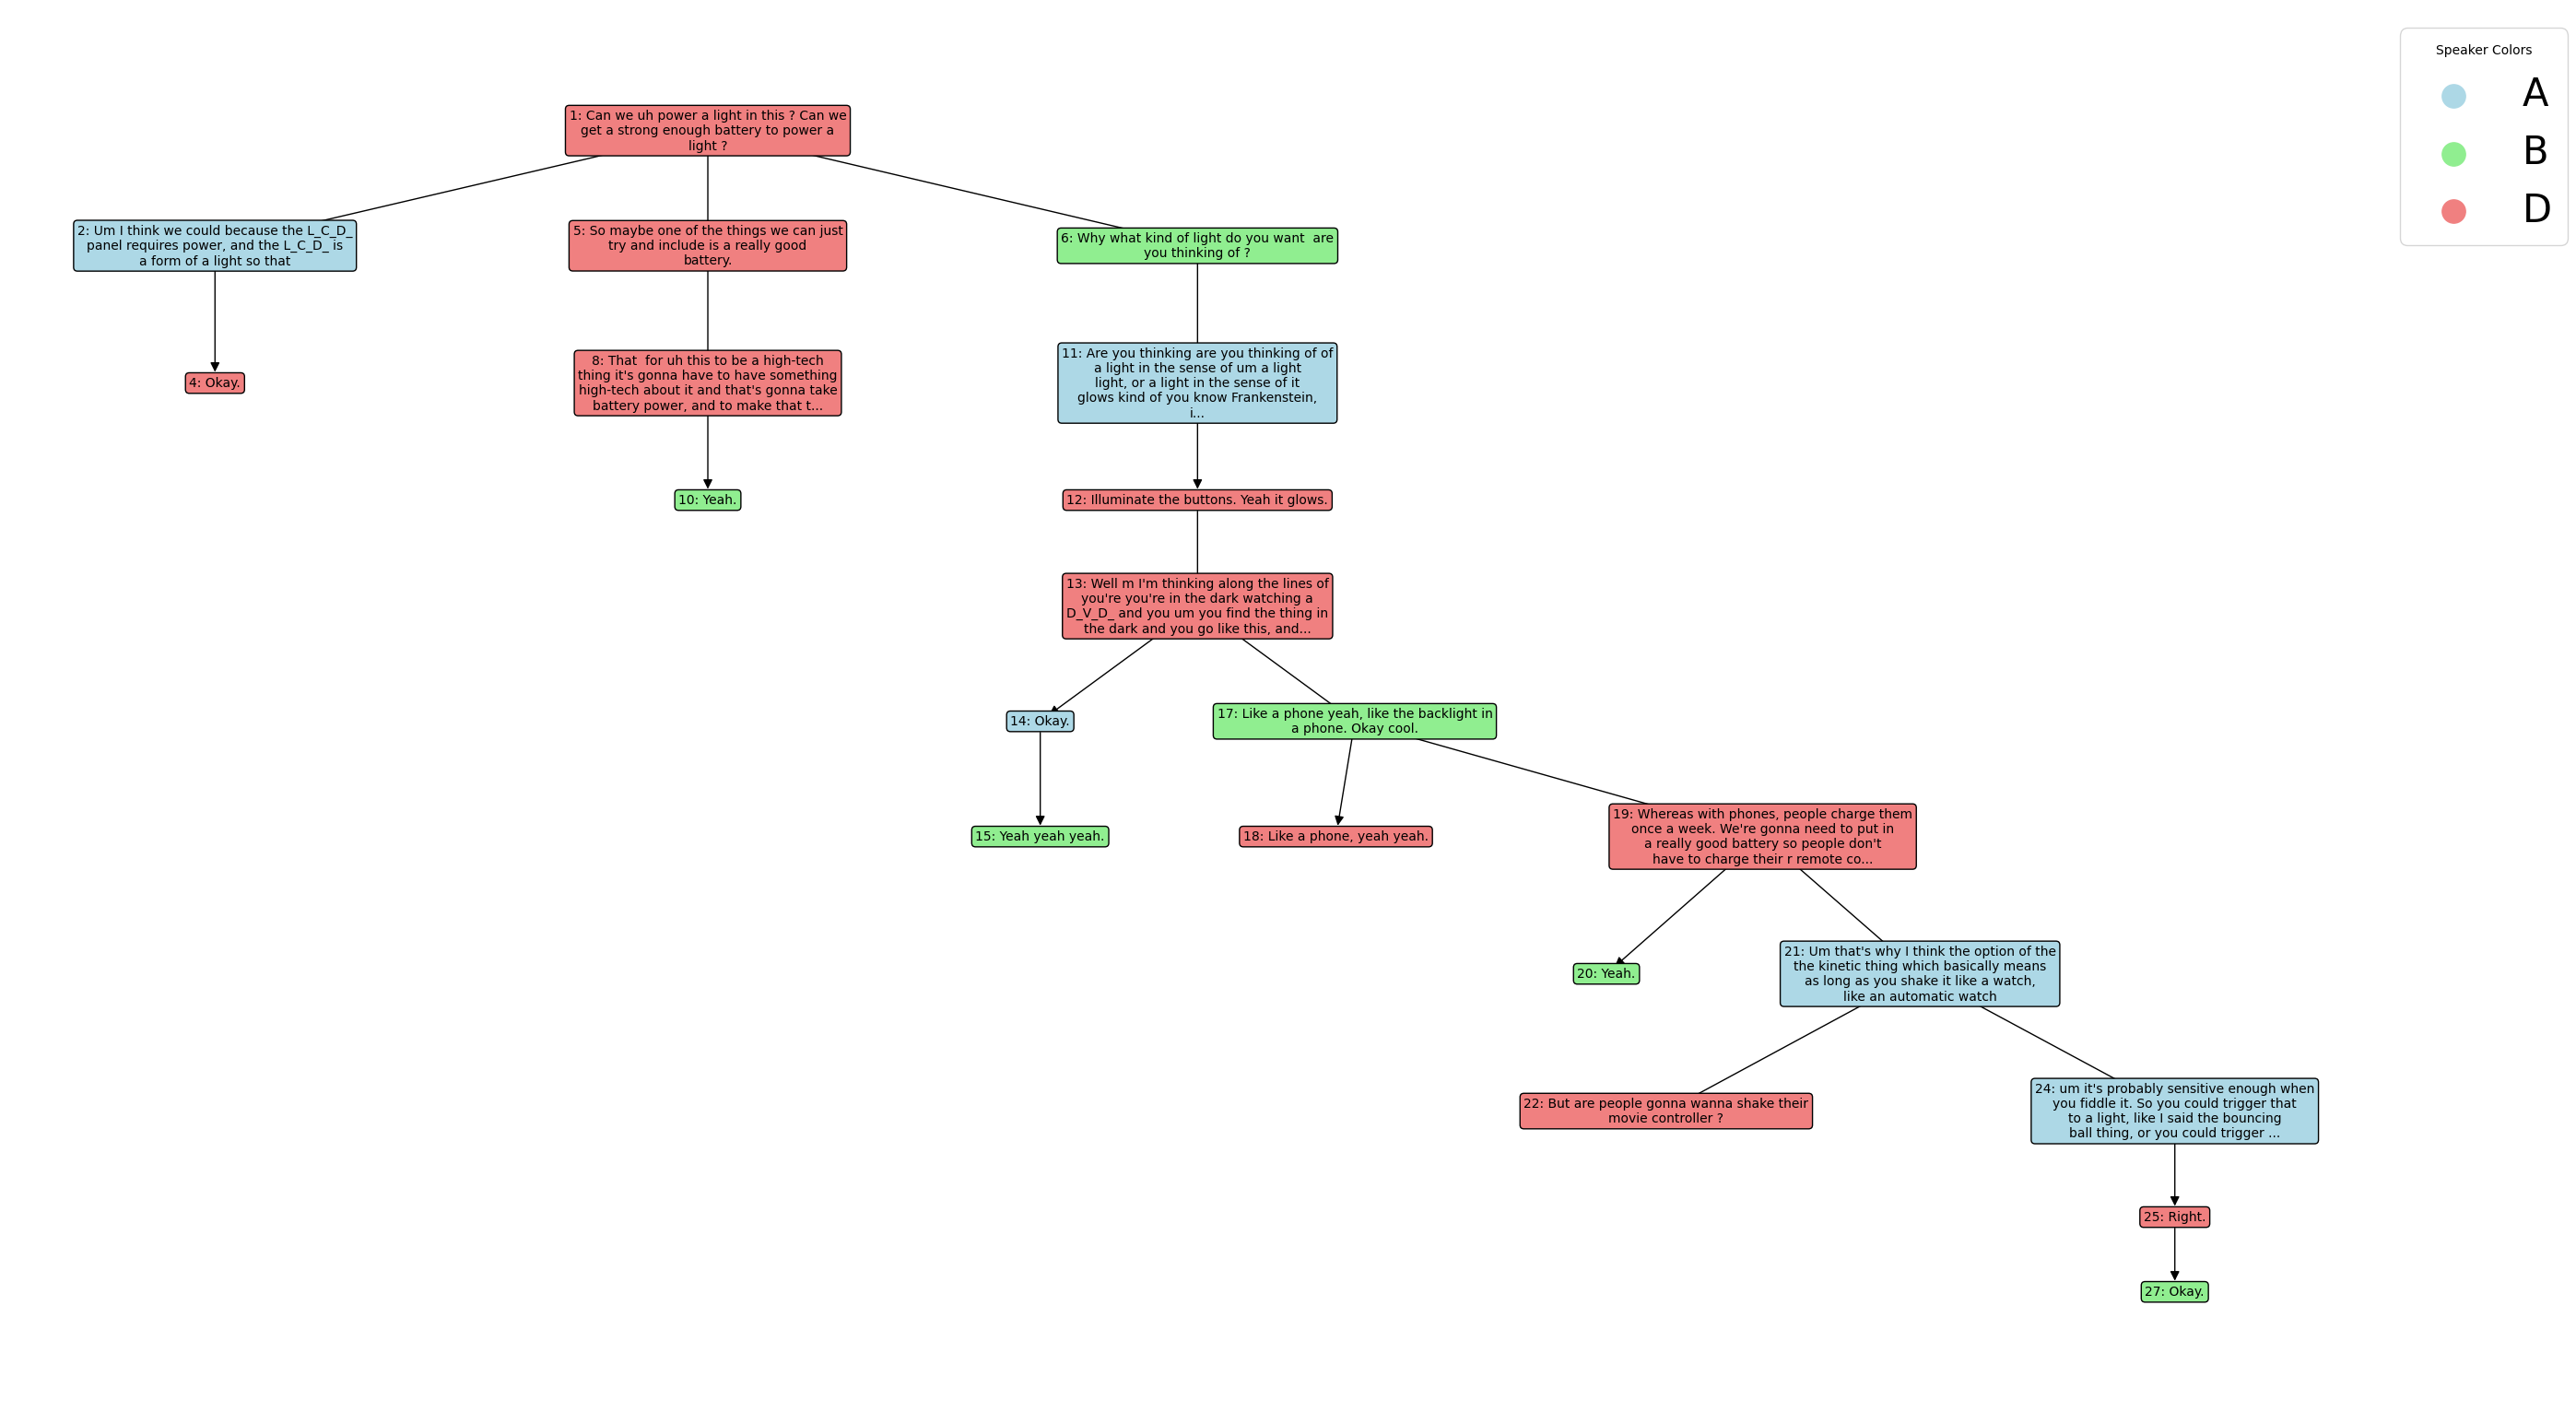 Speaker Colors
A
B
D
1: Can we uh power a light in this ? Can we
get a strong enough battery to power a
light ?
2: Um I think we could because the L_C_D_
panel requires power, and the L_C_D_ is
a form of a light so that
5: So maybe one of the things we can just
try and include is a really good
battery.
6: Why what kind of light do you want  are
you thinking of ?
4: Okay.
8: That  for uh this to be a high-tech
thing it's gonna have to have something
high-tech about it and that's gonna take
battery power, and to make that t...
11: Are you thinking are you thinking of of
a light in the sense of um a light
light, or a light in the sense of it
glows kind of you know Frankenstein,
i...
10: Yeah.
12: Illuminate the buttons. Yeah it glows.
13: Well m I'm thinking along the lines of
you're you're in the dark watching a
D_V_D_ and you um you find the thing in
the dark and you go like this, and...
14: Okay.
17: Like a phone yeah, like the backlight in
a phone. Okay cool.
15: Yeah yeah yeah.
18: Like a phone, yeah yeah.
19: Whereas with phones, people charge them
once a week. We're gonna need to put in
a really good battery so people don't
have to charge their r remote co...
20: Yeah.
21: Um that's why I think the option of the
the kinetic thing which basically means
as long as you shake it like a watch,
like an automatic watch
22: But are people gonna wanna shake their
movie controller ?
24: um it's probably sensitive enough when
you fiddle it. So you could trigger that
to a light, like I said the bouncing
ball thing, or you could trigger ...
25: Right.
27: Okay.